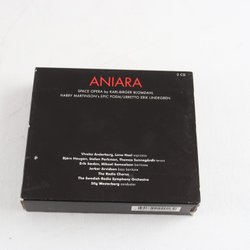 ANIARA
2 CD
SPACE OPERA by KARL-BIRGER BLOMDAHL
HARRY MARTINSON's EPIC POEM/LIBRETTO ERIK LINDEGREN
Viveka Anderberg, Lena Hoel soprano
Björn Haugan, Stefan Parkman, Thomas Sunnegårdh tenor
Erik Saedén, Mikael Samuelson baritone
Jerker Arvidson bass baritone
The Radio Chorus
The Swedish Radio Symphony Orchestra
Stig Westerberg conductor